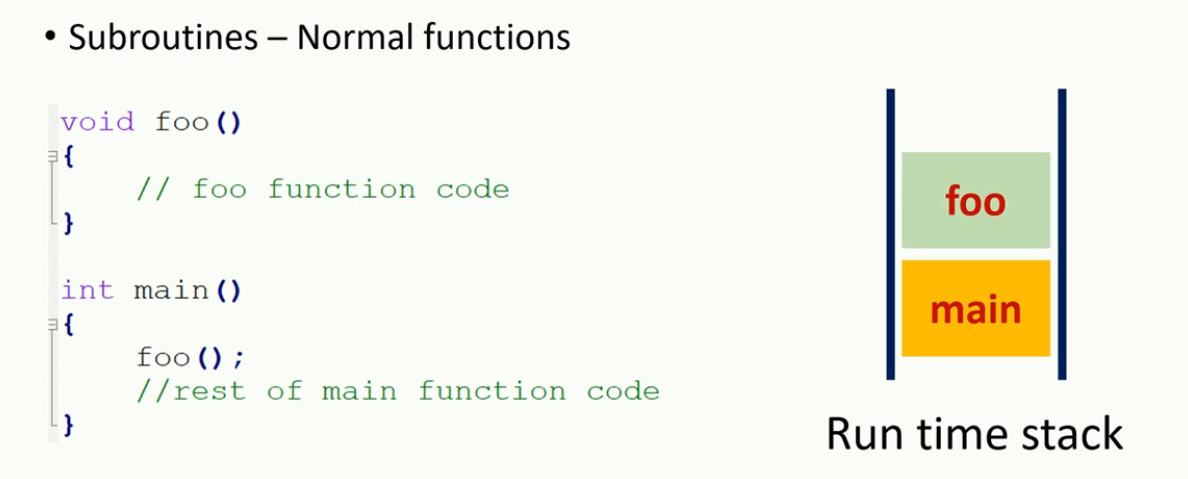 • Subroutines – Normal functions
void foo()
{
// foo function code
}
int main()
{
foo();
//rest of main function code
}
foo
main
Run time stack